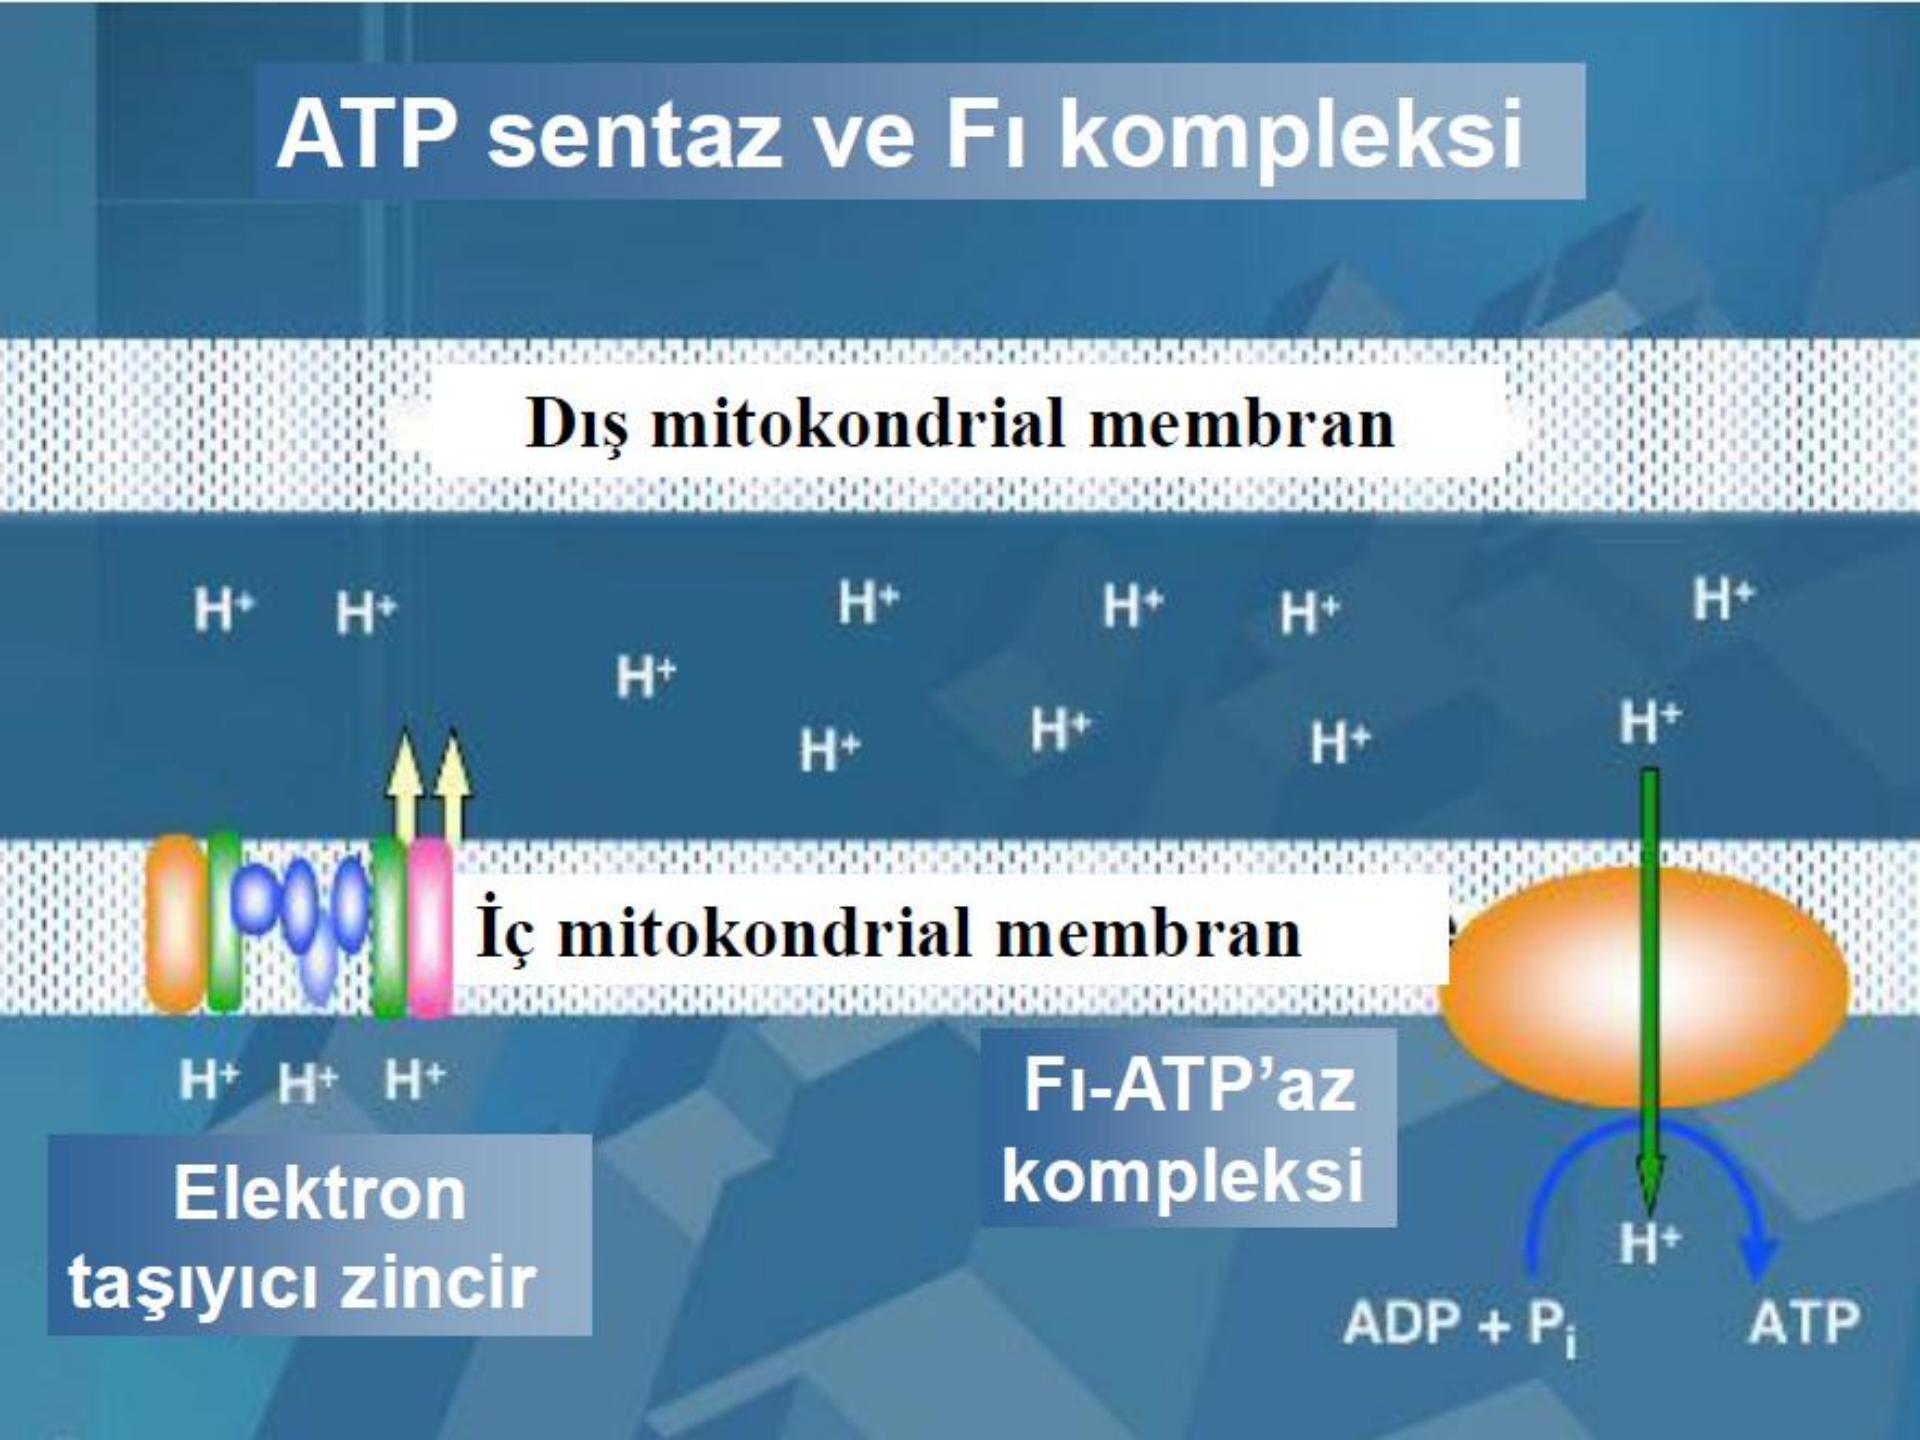 ATP sentaz ve Fı kompleksi
Dış mitokondrial membran
H⁺ H⁺ H⁺ H⁺ H⁺ H⁺
H⁺
H⁺ H⁺ H⁺ H⁺
İç mitokondrial membran
H⁺ H⁺ H⁺
Fı-ATP’az
kompleksi
Elektron
taşıyıcı zincir
H⁺
ADP + Pᵢ ATP